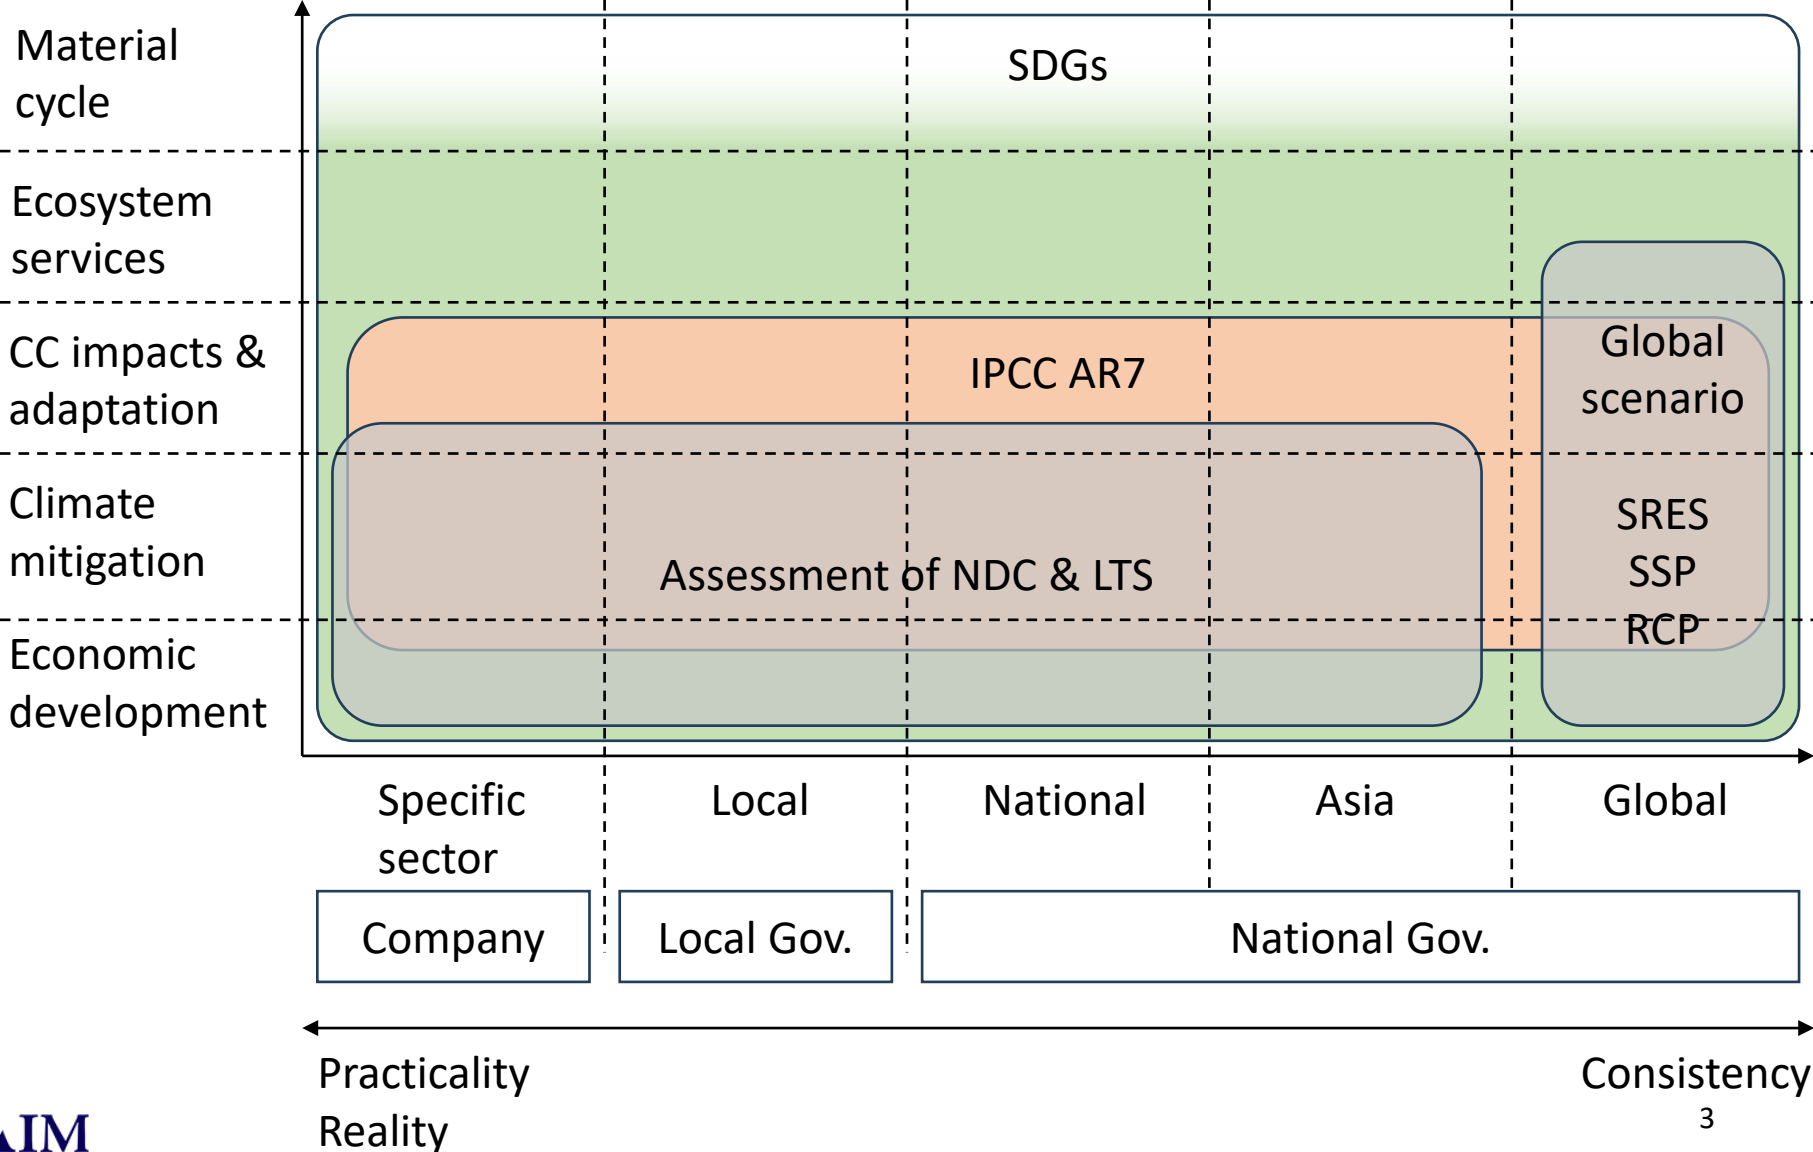 Material
cycle
SDGs
Ecosystem
services
CC impacts &
adaptation
IPCC AR7
Global
scenario
Climate
mitigation
Assessment of NDC & LTS
SRES
SSP
RCP
Economic
development
Specific
sector
Local
National
Asia
Global
Company
Local Gov.
National Gov.
Practicality
Reality
Consistency
3
AIM